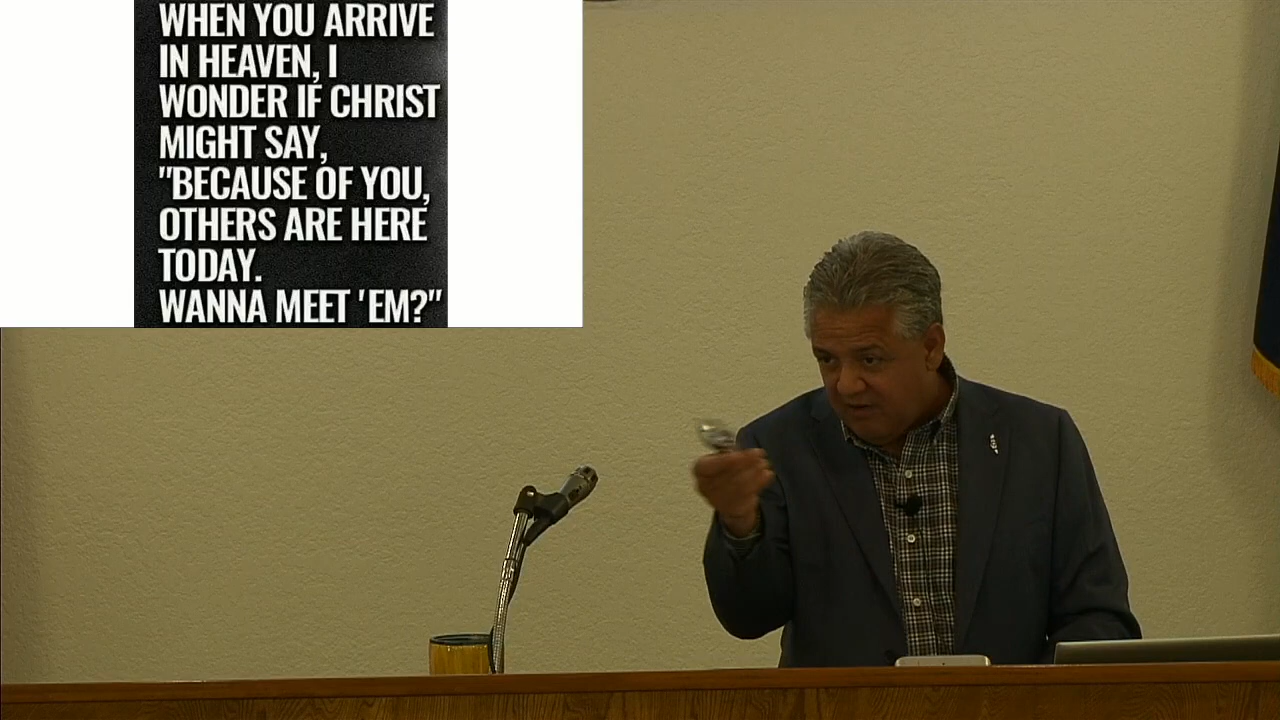 WHEN YOU ARRIVE
IN HEAVEN, I
WONDER IF CHRIST
MIGHT SAY,
"BECAUSE OF YOU,
OTHERS ARE HERE
TODAY.
WANNA MEET 'EM?"